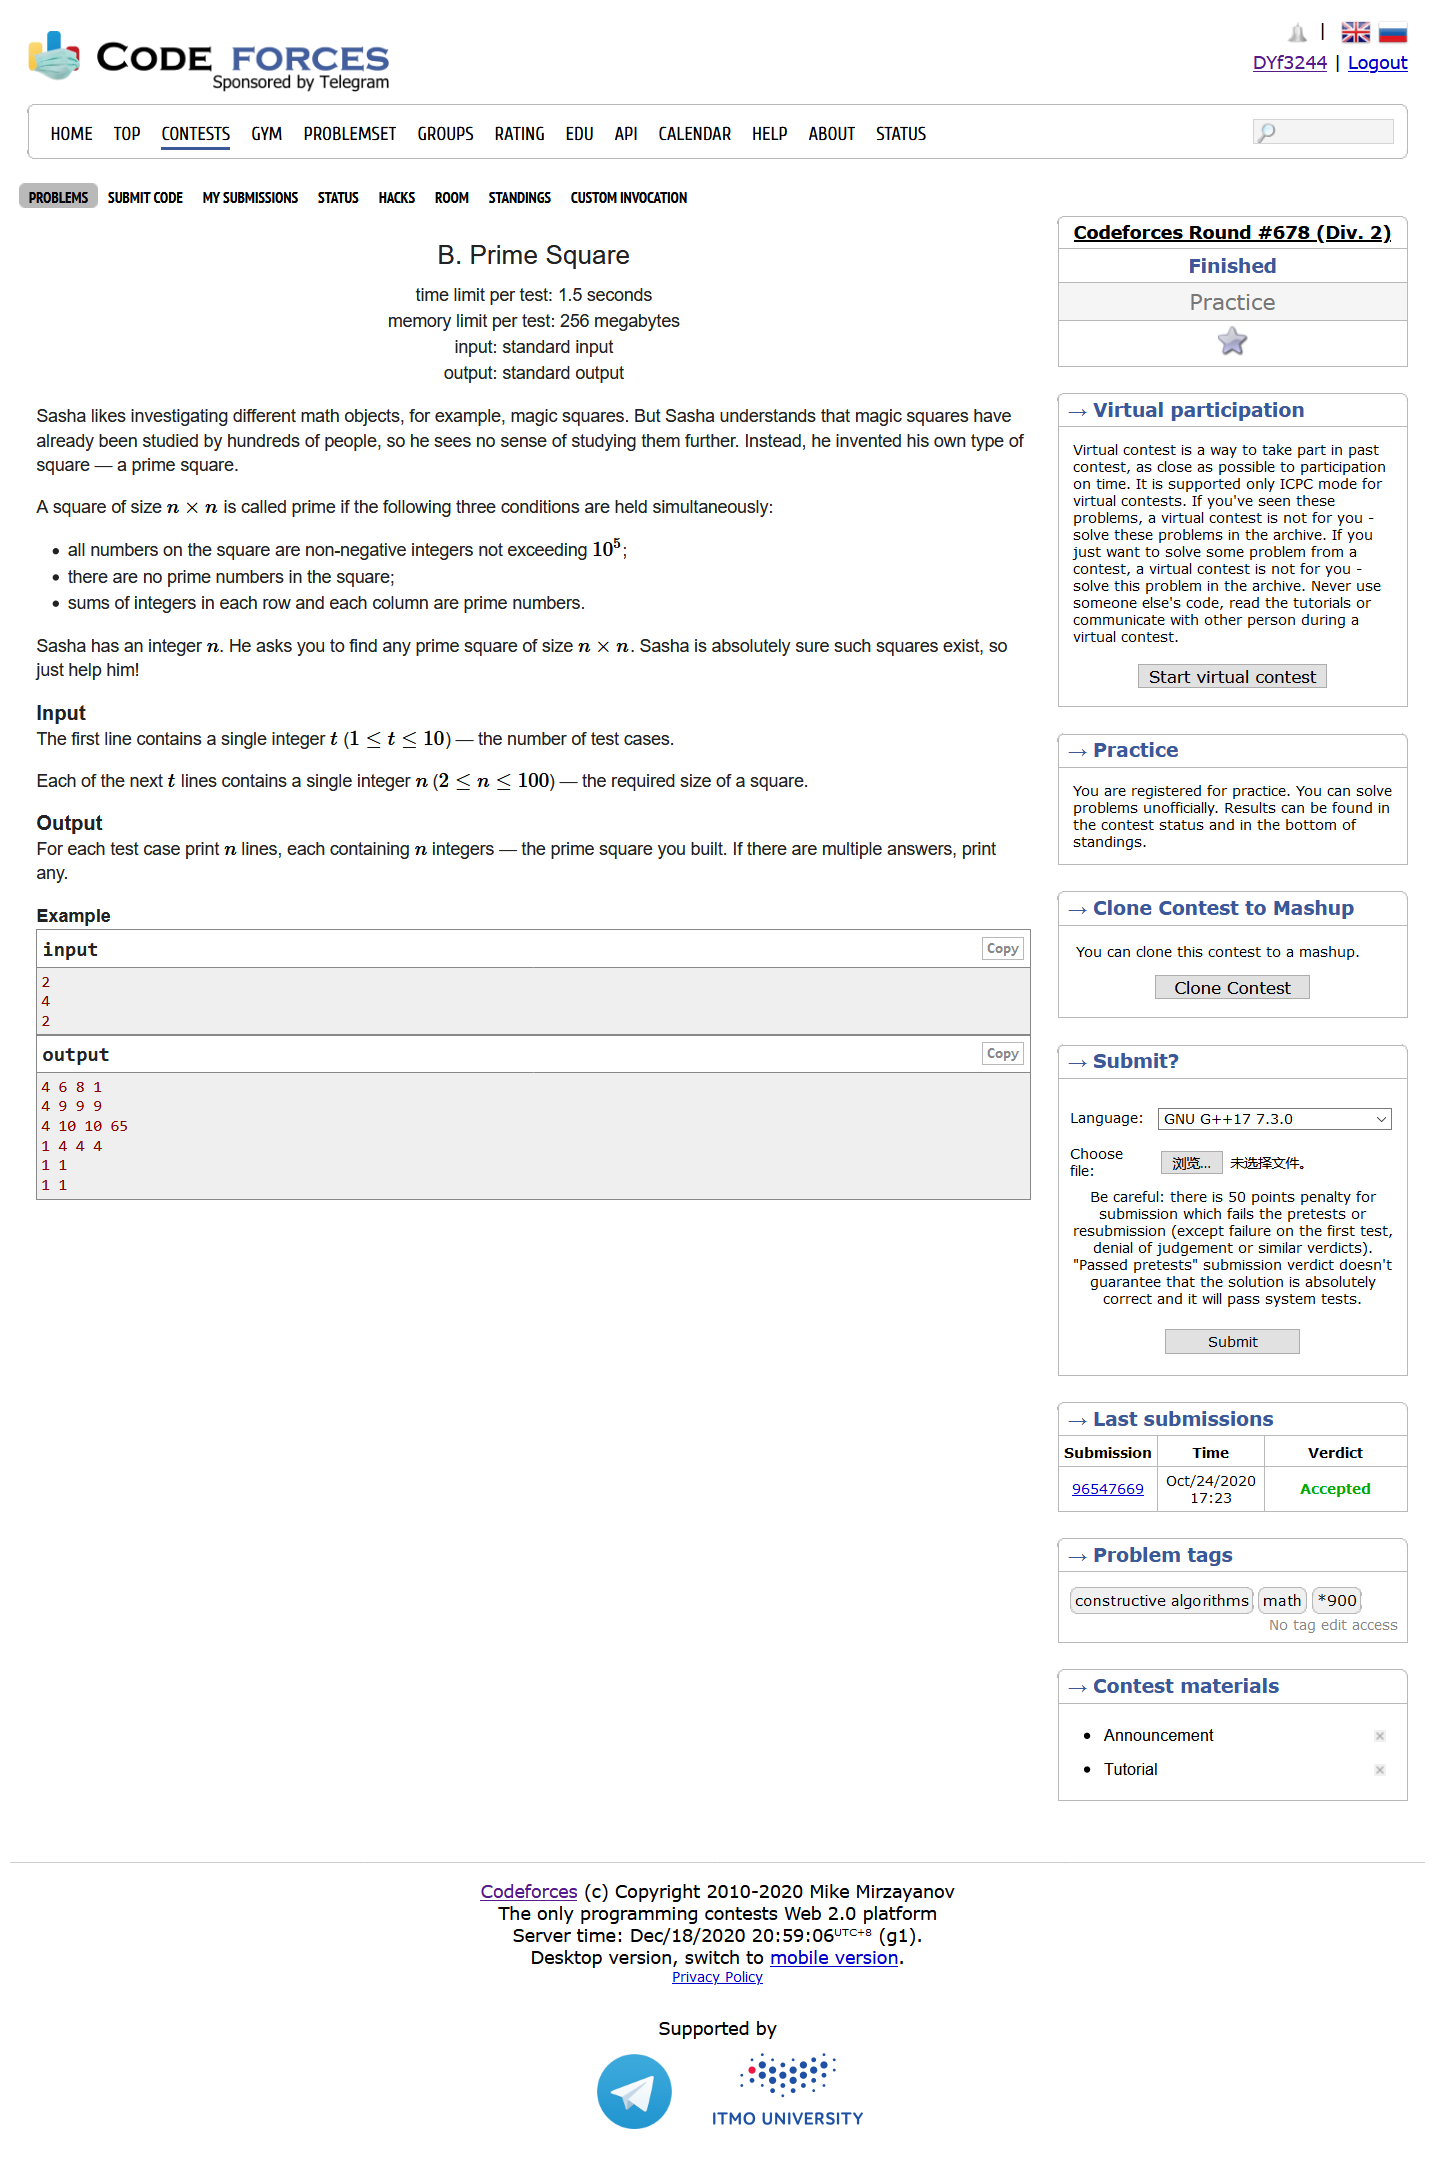 CODE FORCES
Sponsored by Telegram
|
DYf3244 | Logout
HOME TOP CONTESTS GYM PROBLEMSET GROUPS RATING EDU API CALENDAR HELP ABOUT STATUS
PROBLEMS SUBMIT CODE MY SUBMISSIONS STATUS HACKS ROOM STANDINGS CUSTOM INVOCATION
B. Prime Square
time limit per test: 1.5 seconds
memory limit per test: 256 megabytes
input: standard input
output: standard output
Sasha likes investigating different math objects, for example, magic squares. But Sasha understands that magic squares have
already been studied by hundreds of people, so he sees no sense of studying them further. Instead, he invented his own type of
square — a prime square.
A square of size n × n is called prime if the following three conditions are held simultaneously:
• all numbers on the square are non-negative integers not exceeding 10⁵;
• there are no prime numbers in the square;
• sums of integers in each row and each column are prime numbers.
Sasha has an integer n. He asks you to find any prime square of size n × n. Sasha is absolutely sure such squares exist, so
just help him!
Input
The first line contains a single integer t (1 ≤ t ≤ 10) — the number of test cases.
Each of the next t lines contains a single integer n (2 ≤ n ≤ 100) — the required size of a square.
Output
For each test case print n lines, each containing n integers — the prime square you built. If there are multiple answers, print
any.
Example
input Copy
2
4
2
output Copy
4 6 8 1
4 9 9 9
4 10 10 65
1 4 4 4
1 1
1 1
Codeforces Round #678 (Div. 2)
Finished
Practice
→ Virtual participation
Virtual contest is a way to take part in past
contest, as close as possible to participation
on time. It is supported only ICPC mode for
virtual contests. If you've seen these
problems, a virtual contest is not for you -
solve these problems in the archive. If you
just want to solve some problem from a
contest, a virtual contest is not for you -
solve this problem in the archive. Never use
someone else's code, read the tutorials or
communicate with other person during a
virtual contest.
Start virtual contest
→ Practice
You are registered for practice. You can solve
problems unofficially. Results can be found in
the contest status and in the bottom of
standings.
→ Clone Contest to Mashup
You can clone this contest to a mashup.
Clone Contest
→ Submit?
Language: GNU G++17 7.3.0
Choose
file: 浏览... 未选择文件。
Be careful: there is 50 points penalty for
submission which fails the pretests or
resubmission (except failure on the first test,
denial of judgement or similar verdicts).
"Passed pretests" submission verdict doesn't
guarantee that the solution is absolutely
correct and it will pass system tests.
Submit
→ Last submissions
Submission Time Verdict
96547669 Oct/24/2020 17:23 Accepted
→ Problem tags
constructive algorithms math *900
No tag edit access
→ Contest materials
• Announcement
• Tutorial
Codeforces (c) Copyright 2010-2020 Mike Mirzayanov
The only programming contests Web 2.0 platform
Server time: Dec/18/2020 20:59:06 UTC+8 (g1).
Desktop version, switch to mobile version.
Privacy Policy
Supported by
ITMO UNIVERSITY